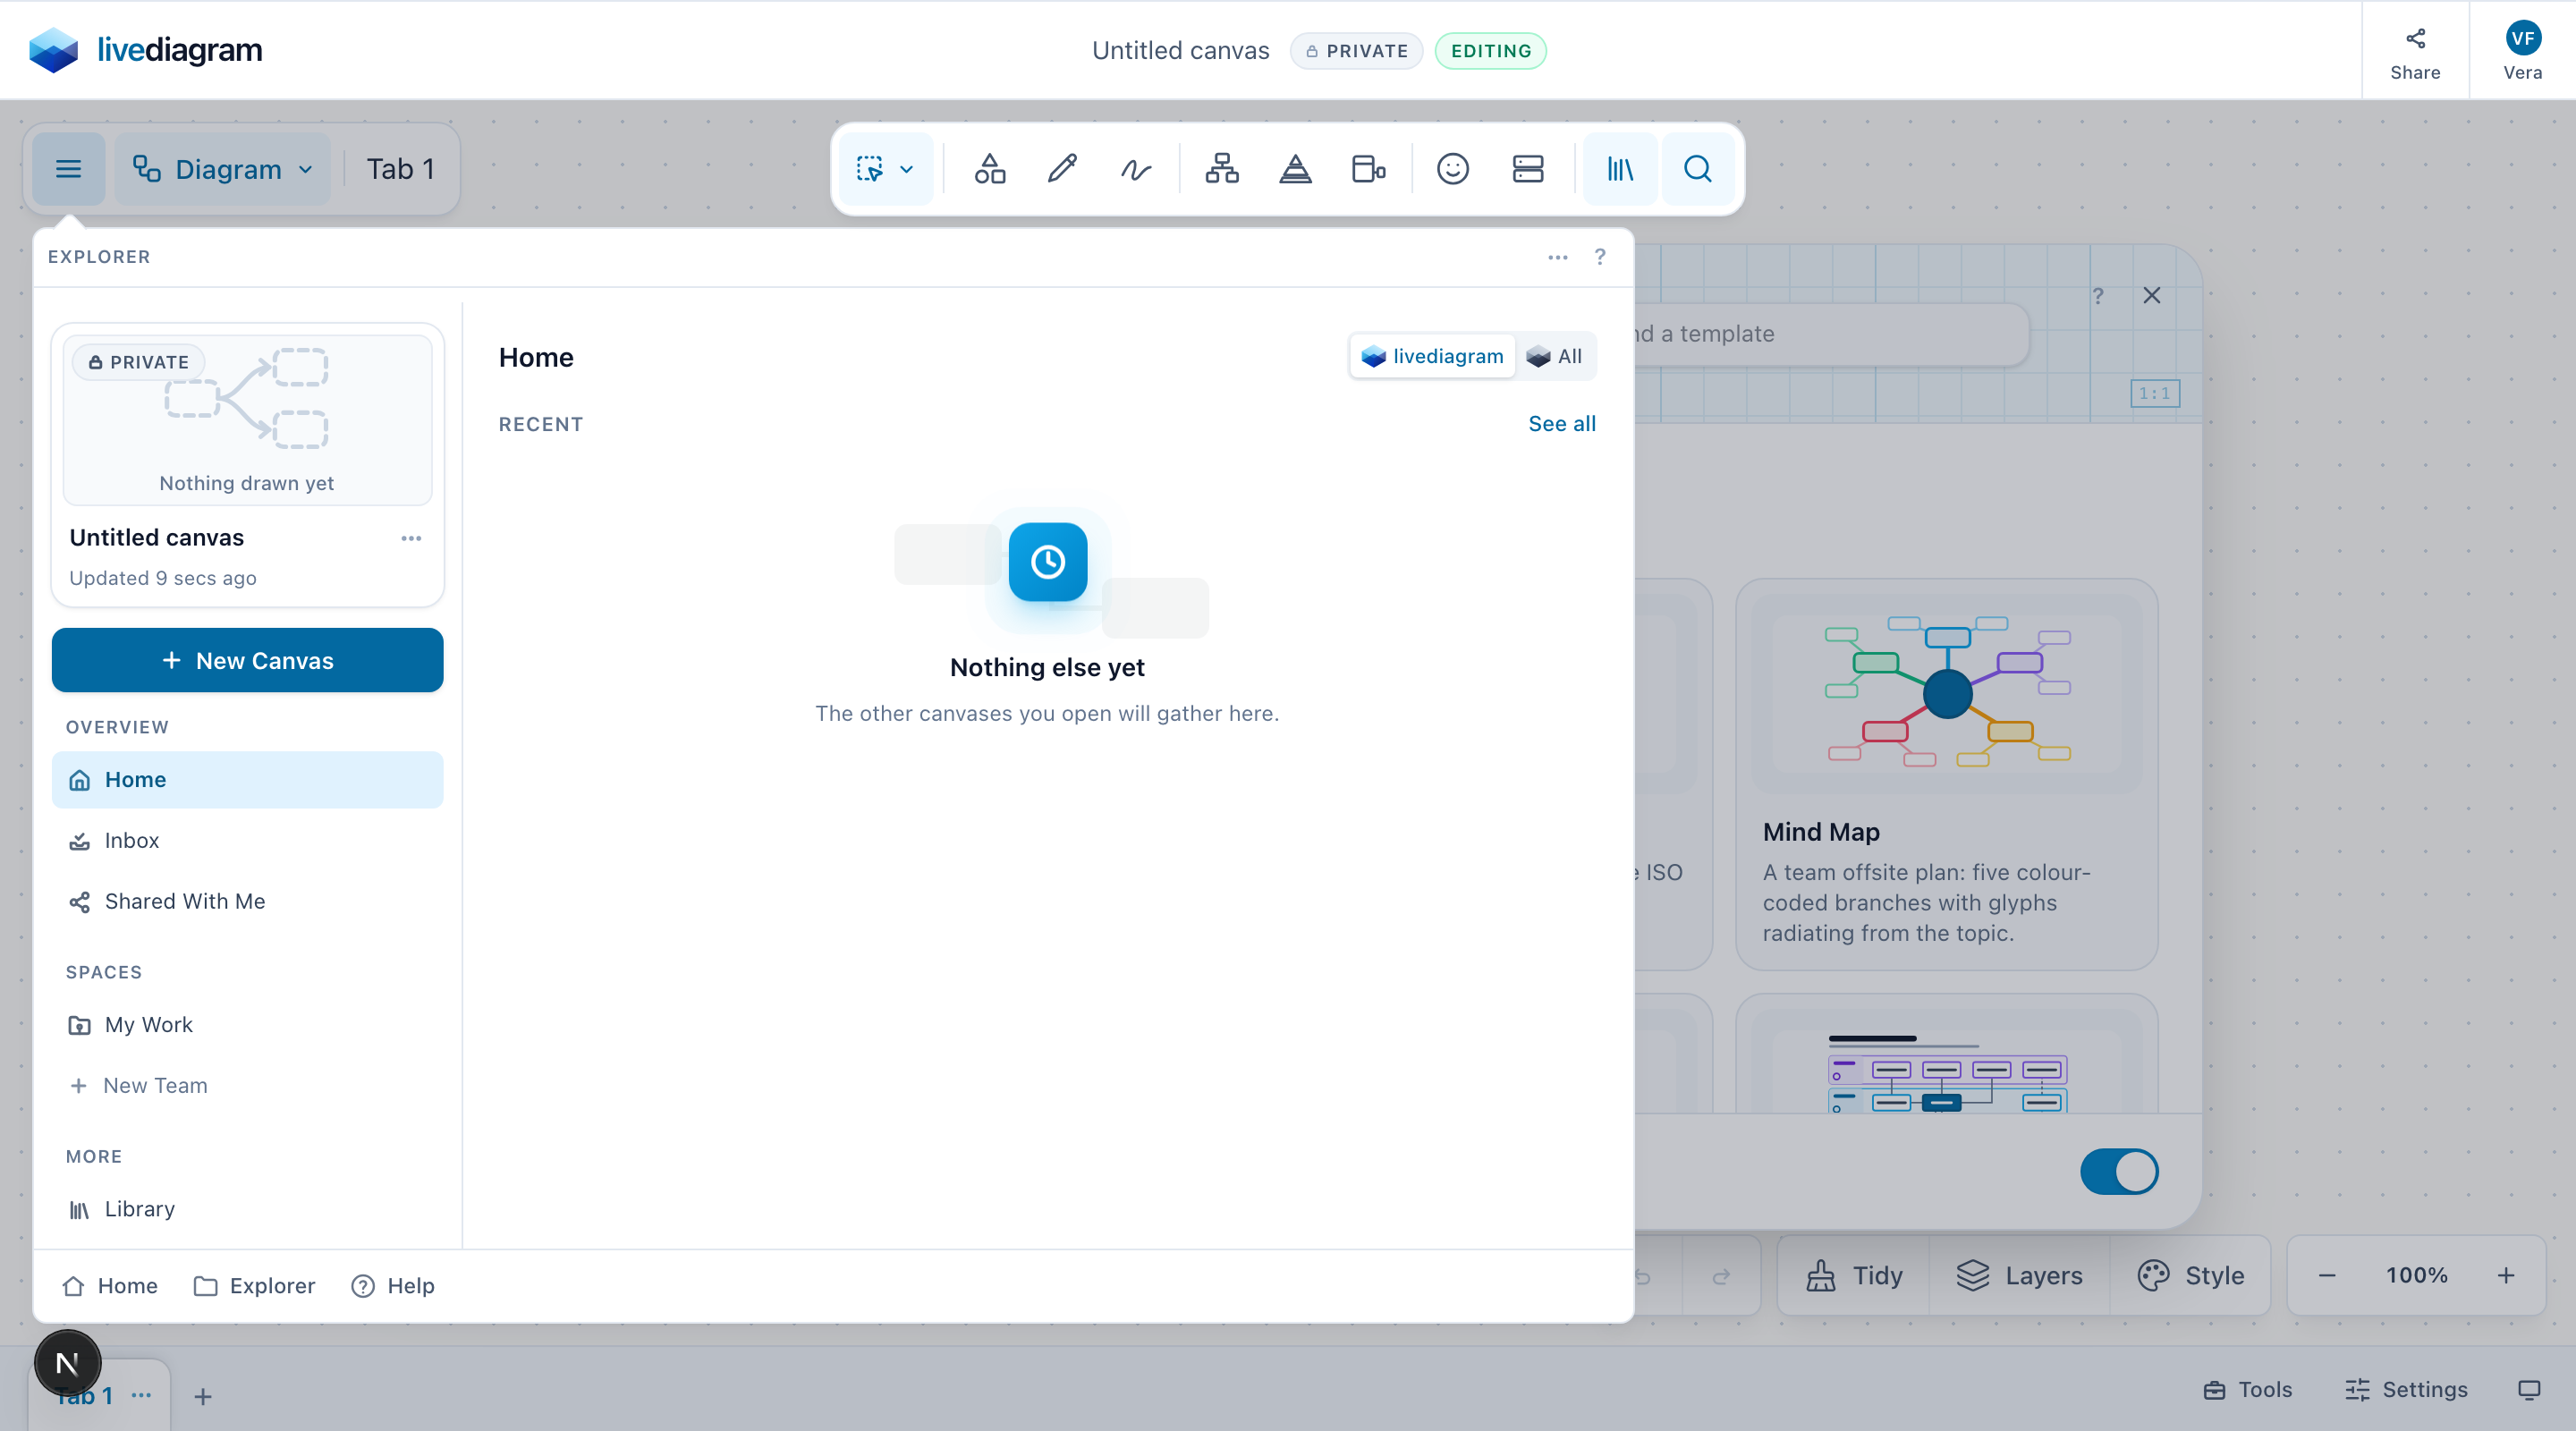 livediagram
Untitled canvas
PRIVATE
EDITING
Share
VF
Vera
Diagram
Tab 1
EXPLORER
?
PRIVATE
Nothing drawn yet
Untitled canvas
Updated 9 secs ago
New Canvas
OVERVIEW
Home
Inbox
Shared With Me
SPACES
My Work
New Team
MORE
Library
Home
livediagram
All
RECENT
See all
Nothing else yet
The other canvases you open will gather here.
Home
Explorer
Help
a template
?
1:1
ISO
Mind Map
A team offsite plan: five colour-
coded branches with glyphs
radiating from the topic.
Tidy
Layers
Style
100%
N
Tab 1
Tools
Settings